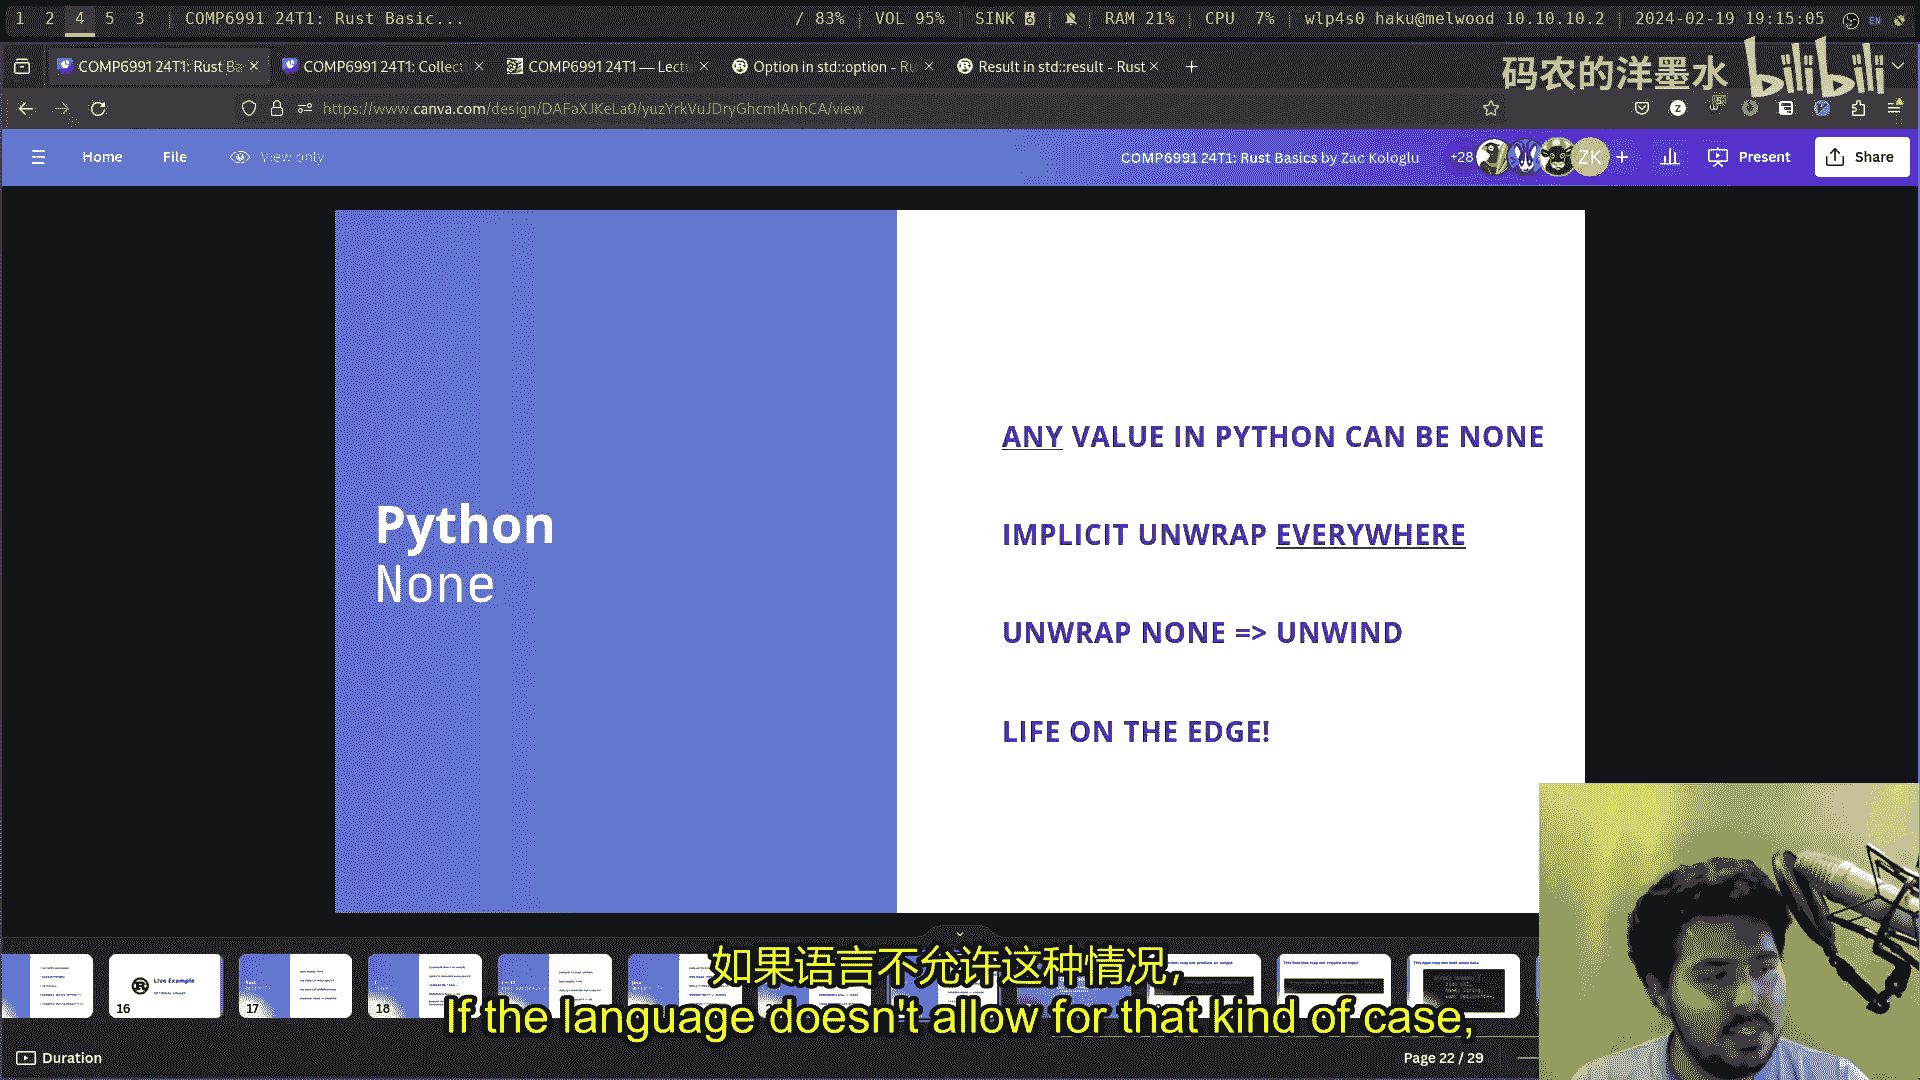 1 2 4 5 3 | COMP6991 24T1: Rust Basic... / 83% | VOL 95% | SINK | | RAM 21% | CPU 7% | wlp4s0 haku@melwood 10.10.10.2 | 2024-02-19 19:15:05 EN
COMP6991 24T1: Rust Ba COMP6991 24T1: Collect COMP6991 24T1 — Lectu Option in std::option - Ru Result in std::result - Rust
码农的洋墨水 bilibili
https://www.canva.com/design/DAFaXJKeLa0/yuzYrkVuJDryGhcmlAnhCA/view
Home File View only COMP6991 24T1: Rust Basics by Zac Kologlu +28 ZK Present Share
Python
None
ANY VALUE IN PYTHON CAN BE NONE
IMPLICIT UNWRAP EVERYWHERE
UNWRAP NONE => UNWIND
LIFE ON THE EDGE!
Live Example
16 17 18
如果语言不允许这种情况，
If the language doesn't allow for that kind of case,
Duration Page 22 / 29